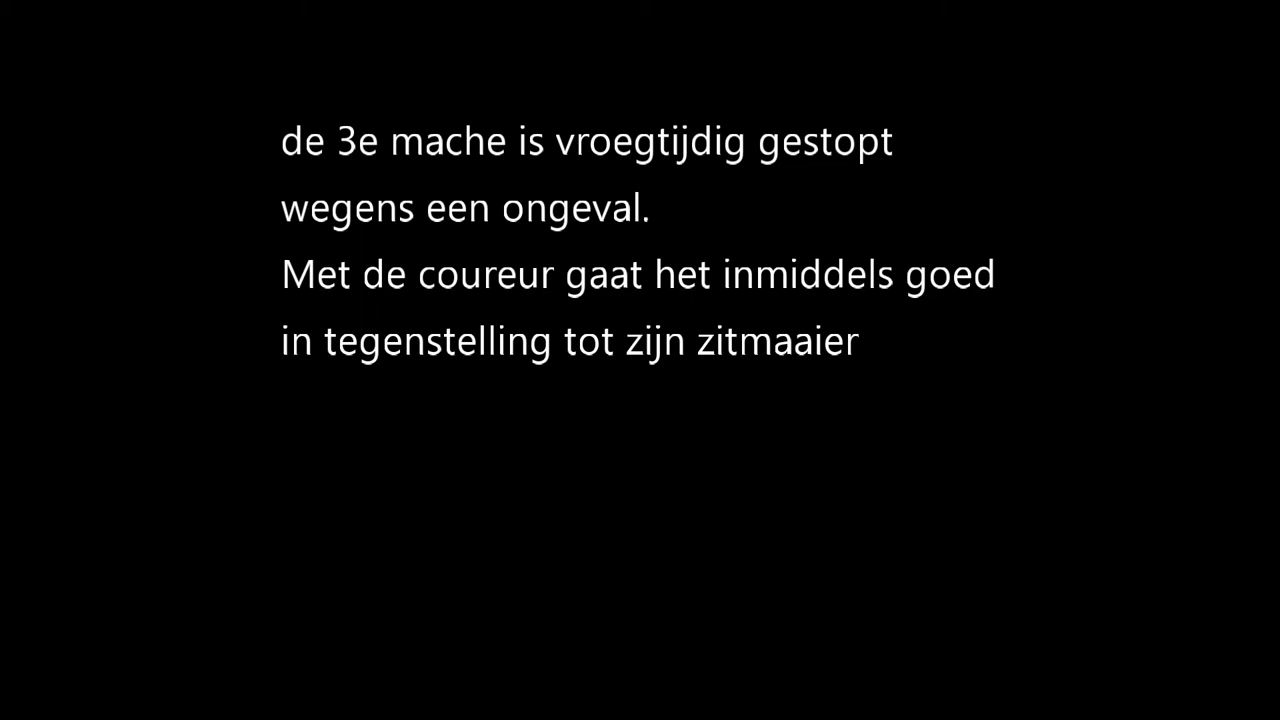 de 3e mache is vroegtijdig gestopt
wegens een ongeval.
Met de coureur gaat het inmiddels goed
in tegenstelling tot zijn zitmaaier